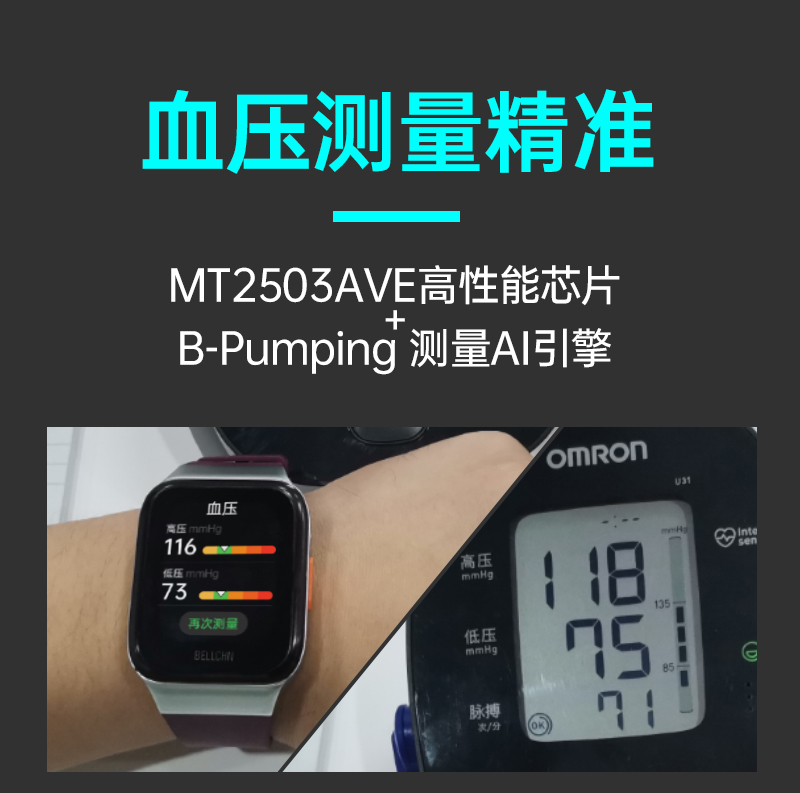 血压测量精准
MT2503AVE高性能芯片
+
B-Pumping 测量AI引擎
血压
高压 mmHg
116
低压 mmHg
73
再次测量
BELLCHN
OMRON
U31
mmHg
Inte
sen
高压
mmHg
118
135
低压
mmHg
75
85
脉搏
次/分
71
OK